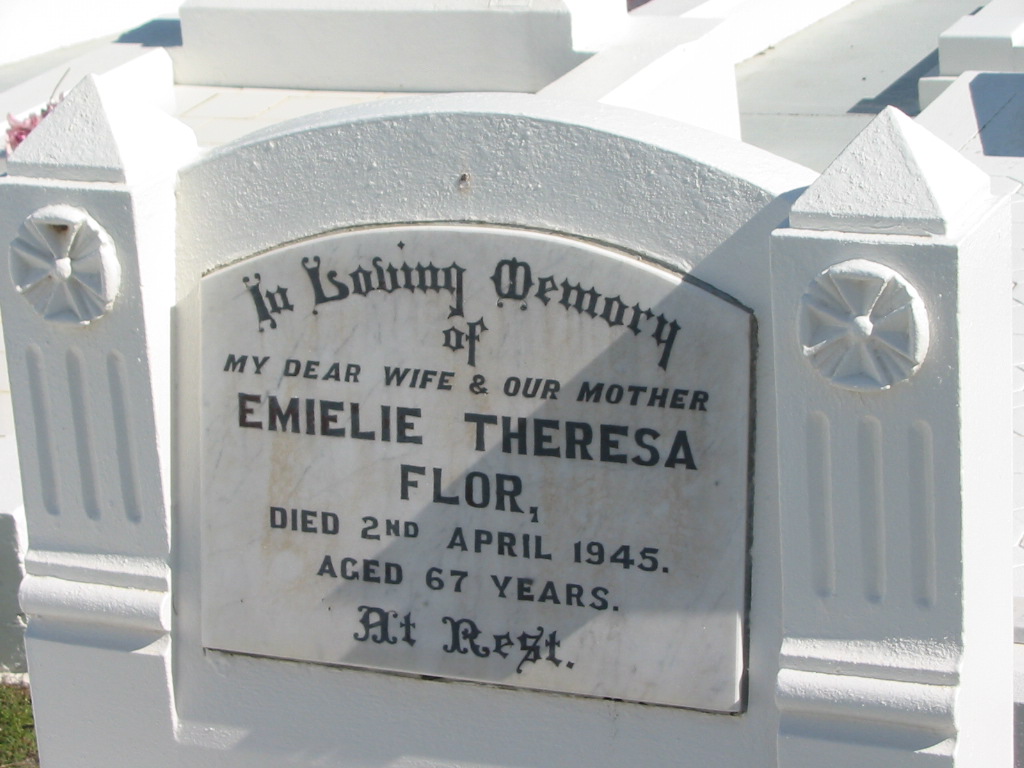 In Loving Memory
of
MY DEAR WIFE & OUR MOTHER
EMIELIE THERESA
FLOR,
DIED 2ND APRIL 1945.
AGED 67 YEARS.
At Rest.